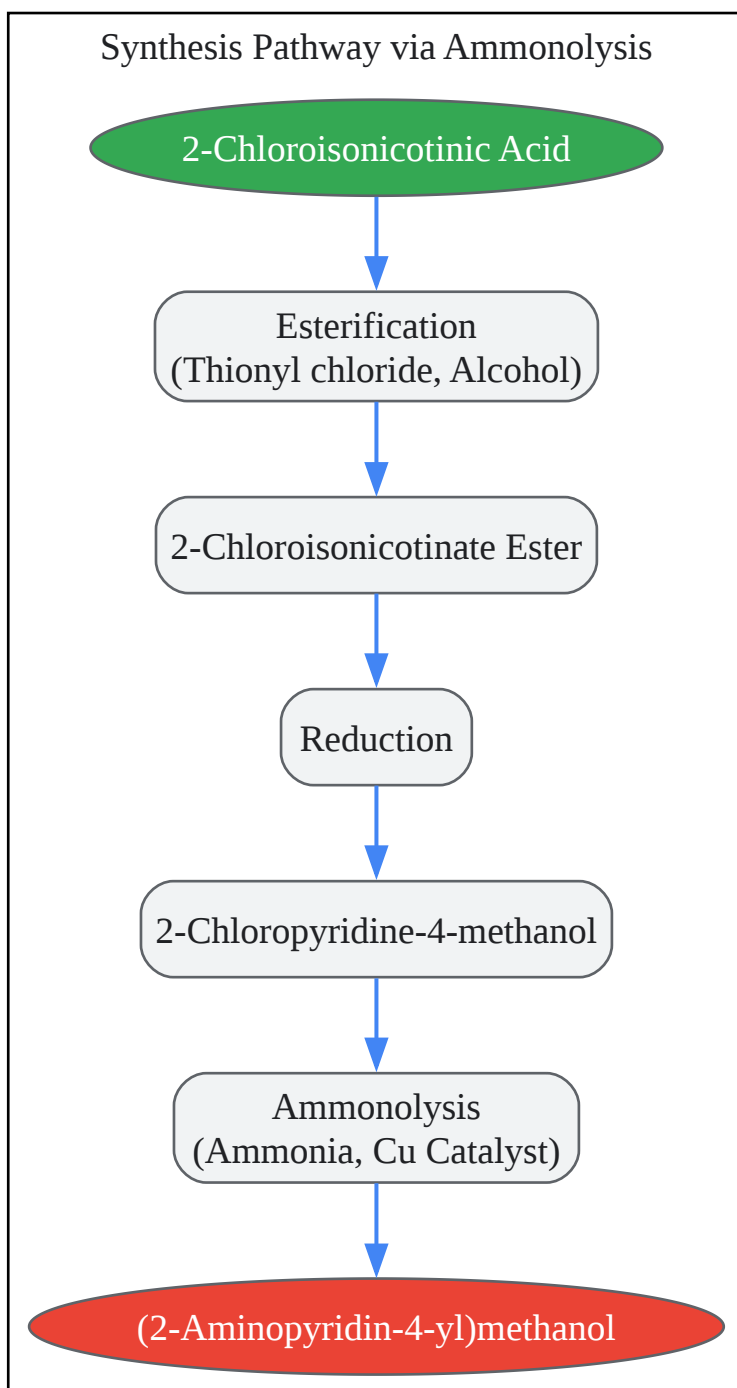 Synthesis Pathway via Ammonolysis
2-Chloroisonicotinic Acid
Esterification
(Thionyl chloride, Alcohol)
2-Chloroisonicotinate Ester
Reduction
2-Chloropyridine-4-methanol
Ammonolysis
(Ammonia, Cu Catalyst)
(2-Aminopyridin-4-yl)methanol